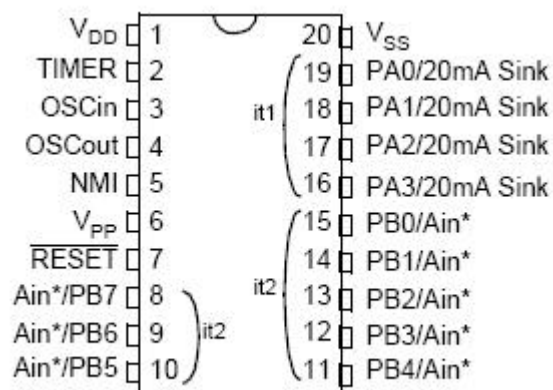 VDD 1 20 VSS
TIMER 2 19 PA0/20mA Sink
OSCin 3 it1 18 PA1/20mA Sink
OSCout 4 17 PA2/20mA Sink
NMI 5 16 PA3/20mA Sink
VPP 6 15 PB0/Ain*
RESET 7 14 PB1/Ain*
Ain*/PB7 8 it2 13 PB2/Ain*
Ain*/PB6 9 it2 12 PB3/Ain*
Ain*/PB5 10 11 PB4/Ain*